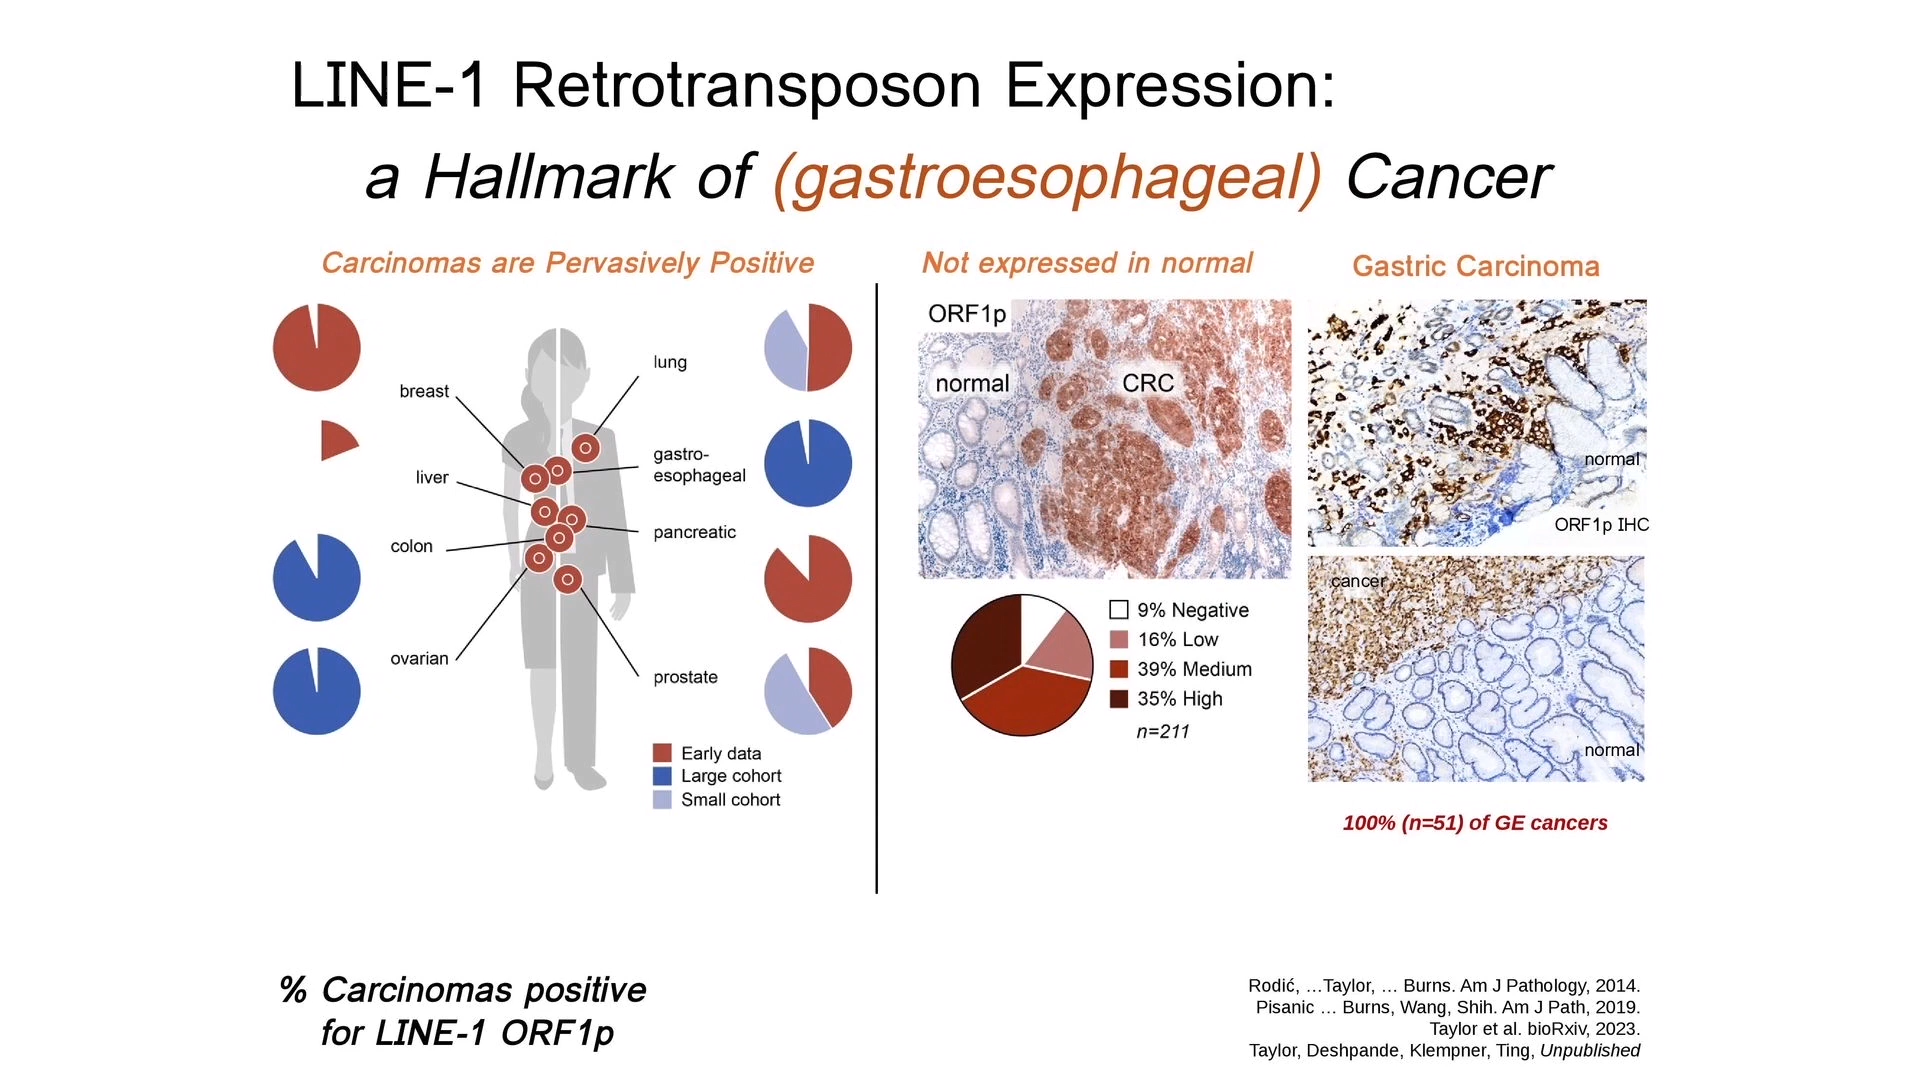 LINE-1 Retrotransposon Expression:
a Hallmark of (gastroesophageal) Cancer
Carcinomas are Pervasively Positive
breast
liver
colon
ovarian
lung
gastro-
esophageal
pancreatic
prostate
Early data
Large cohort
Small cohort
% Carcinomas positive
for LINE-1 ORF1p
Not expressed in normal
ORF1p
normal
CRC
9% Negative
16% Low
39% Medium
35% High
n=211
Gastric Carcinoma
normal
ORF1p IHC
cancer
normal
100% (n=51) of GE cancers
Rodić, …Taylor, … Burns. Am J Pathology, 2014.
Pisanic … Burns, Wang, Shih. Am J Path, 2019.
Taylor et al. bioRxiv, 2023.
Taylor, Deshpande, Klempner, Ting, Unpublished